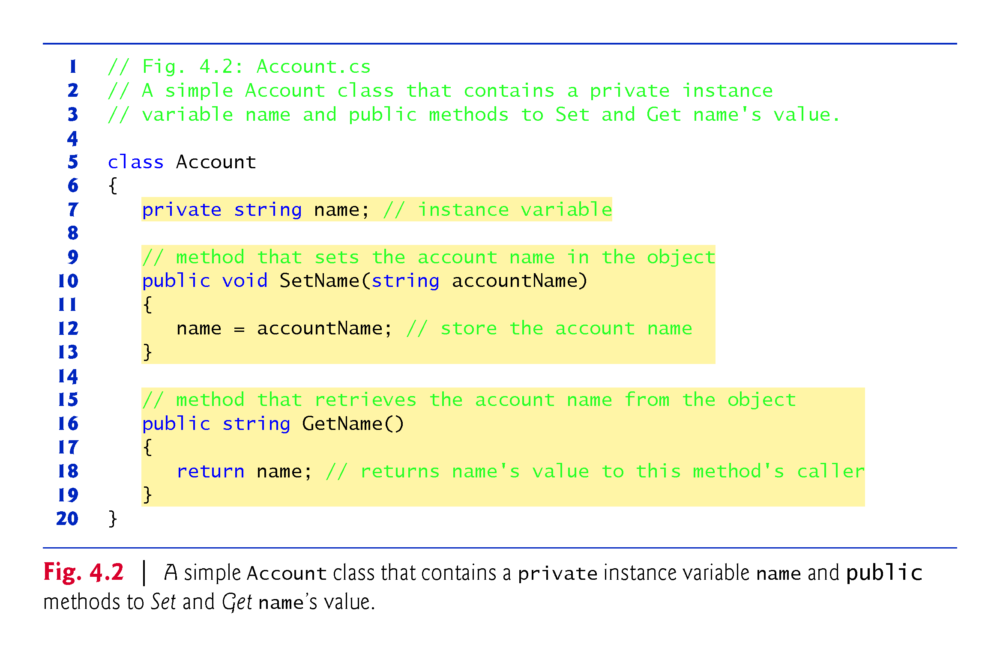 1 // Fig. 4.2: Account.cs
2 // A simple Account class that contains a private instance
3 // variable name and public methods to Set and Get name's value.
4
5 class Account
6 {
7    private string name; // instance variable
8
9    // method that sets the account name in the object
10    public void SetName(string accountName)
11    {
12       name = accountName; // store the account name
13    }
14
15    // method that retrieves the account name from the object
16    public string GetName()
17    {
18       return name; // returns name's value to this method's caller
19    }
20 }
Fig. 4.2 | A simple Account class that contains a private instance variable name and public
methods to Set and Get name’s value.